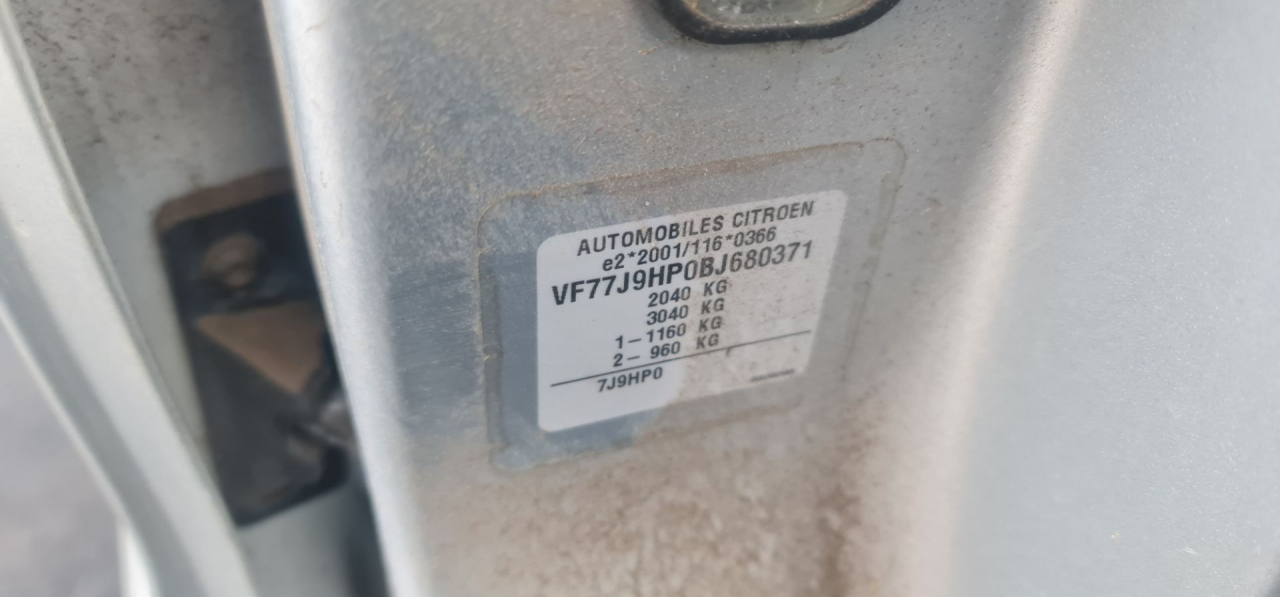 AUTOMOBILES CITROEN
e2*2001/116*0366
VF77J9HP0BJ680371
2040 KG
3040 KG
1-1160 KG
2- 960 KG
7J9HP0